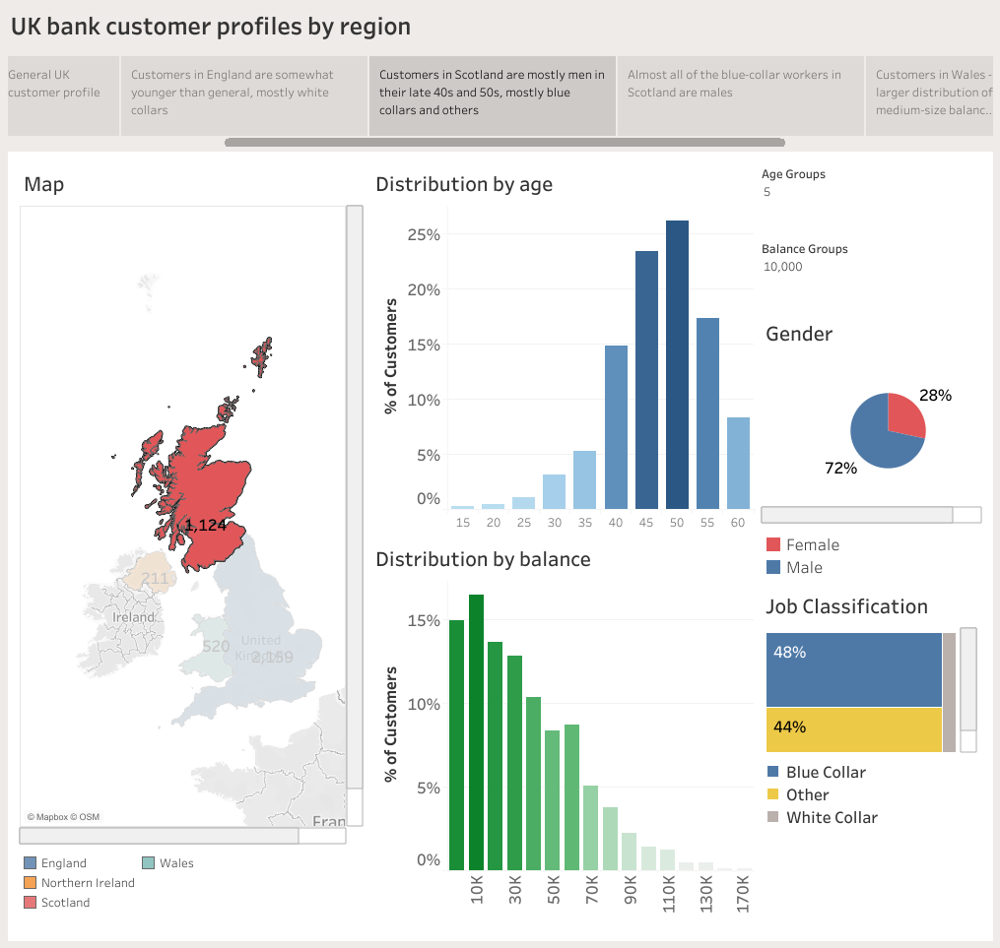 UK bank customer profiles by region
General UK
customer profile
Customers in England are somewhat
younger than general, mostly white
collars
Customers in Scotland are mostly men in
their late 40s and 50s, mostly blue
collars and others
Almost all of the blue-collar workers in
Scotland are males
Customers in Wales -
larger distribution of
medium-size balanc..
Map
1,124
211
Ireland
520
United
Kingdom
2,159
Fran
© Mapbox © OSM
England
Wales
Northern Ireland
Scotland
Distribution by age
% of Customers
25%
20%
15%
10%
5%
0%
15 20 25 30 35 40 45 50 55 60
Distribution by balance
% of Customers
15%
10%
5%
0%
10K 30K 50K 70K 90K 110K 130K 170K
Age Groups
5
Balance Groups
10,000
Gender
28%
72%
Female
Male
Job Classification
48%
44%
Blue Collar
Other
White Collar